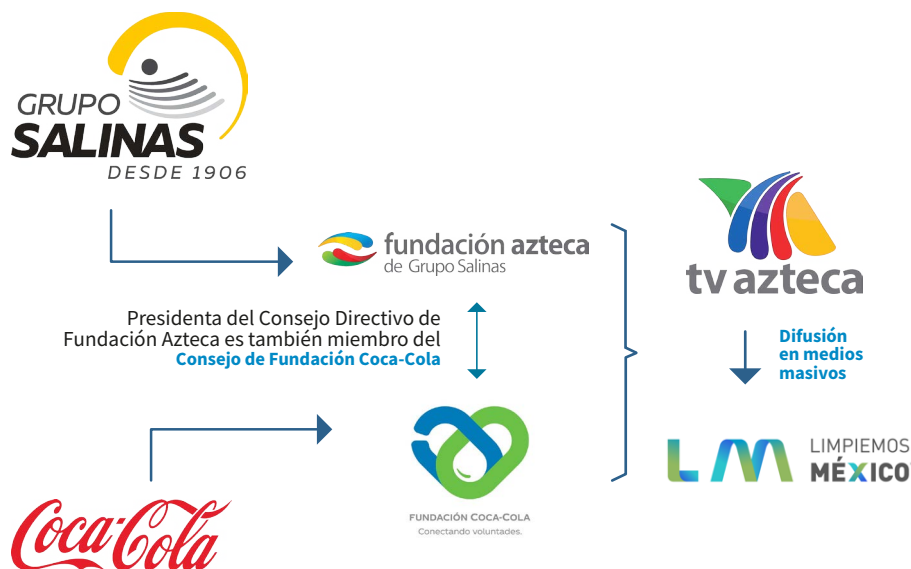 GRUPO
SALINAS
DESDE 1906
fundación azteca
de Grupo Salinas
tv azteca
Presidenta del Consejo Directivo de
Fundación Azteca es también miembro del
Consejo de Fundación Coca-Cola
Difusión
en medios
masivos
LM
LIMPIEMOS
MÉXICO
FUNDACIÓN COCA-COLA
Conectando voluntades.
Coca-Cola